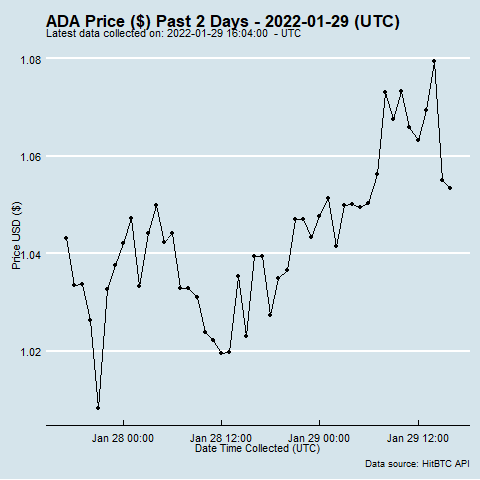 ADA Price ($) Past 2 Days - 2022-01-29 (UTC)
Latest data collected on: 2022-01-29 16:04:00 - UTC
1.08
1.06
1.04
1.02
Price USD ($)
Jan 28 00:00 Jan 28 12:00 Jan 29 00:00 Jan 29 12:00
Date Time Collected (UTC)
Data source: HitBTC API